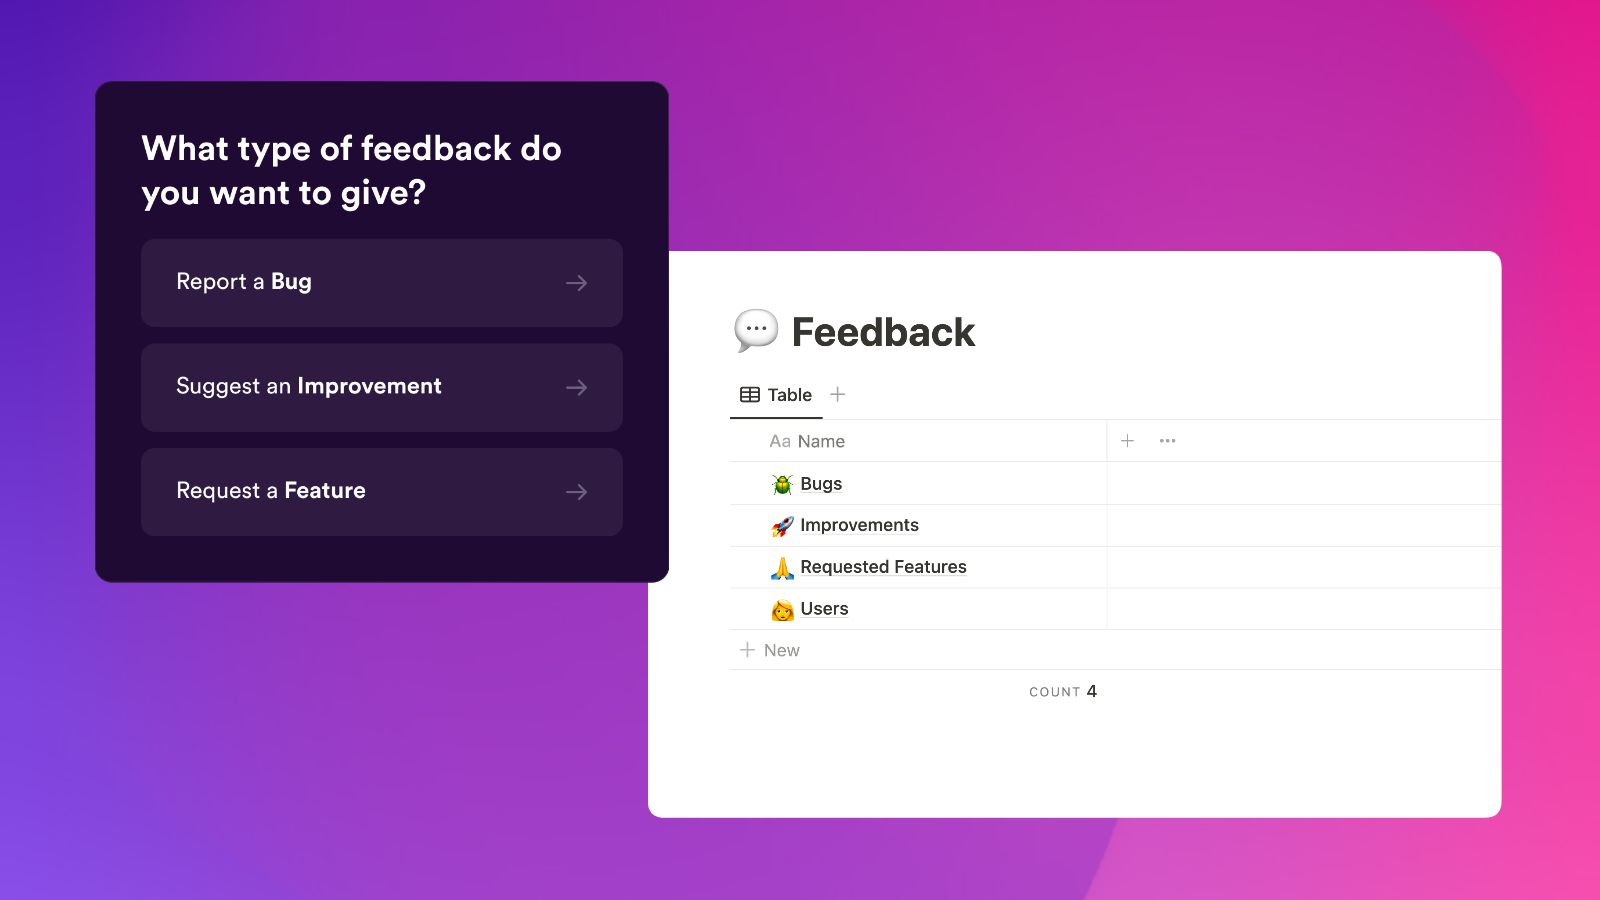 What type of feedback do
you want to give?
Report a Bug
Suggest an Improvement
Request a Feature
Feedback
Table
Aa Name
Bugs
Improvements
Requested Features
Users
New
COUNT 4